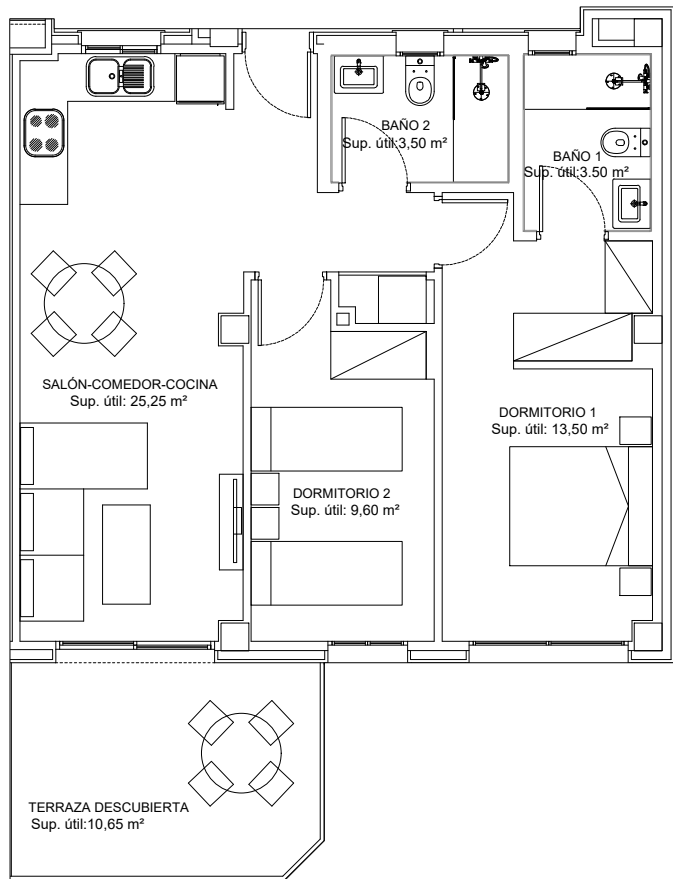 BAÑO 2
Sup. útil:3,50 m²
BAÑO 1
Sup. útil:3.50 m²
SALÓN-COMEDOR-COCINA
Sup. útil: 25,25 m²
DORMITORIO 1
Sup. útil: 13,50 m²
DORMITORIO 2
Sup. útil: 9,60 m²
TERRAZA DESCUBIERTA
Sup. útil:10,65 m²